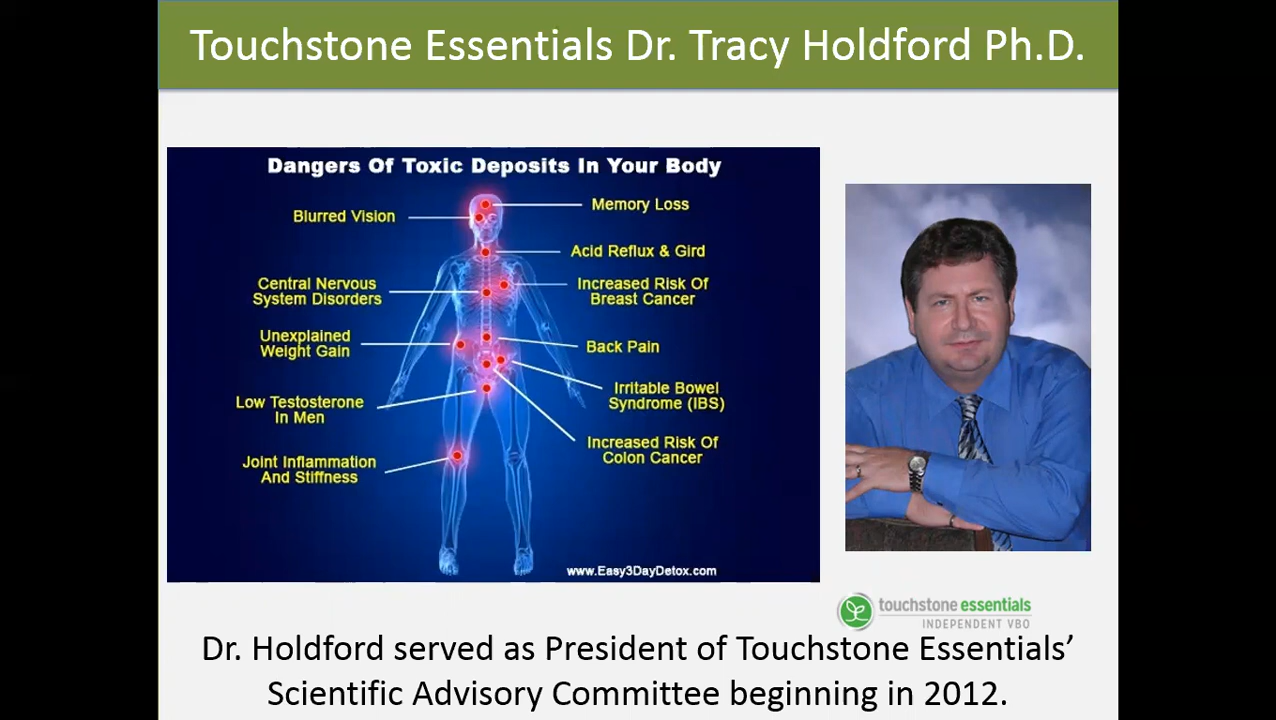 Touchstone Essentials Dr. Tracy Holdford Ph.D.
Dangers Of Toxic Deposits In Your Body
Memory Loss
Blurred Vision
Acid Reflux & Gird
Central Nervous
System Disorders
Increased Risk Of
Breast Cancer
Unexplained
Weight Gain
Back Pain
Irritable Bowel
Syndrome (IBS)
Low Testosterone
In Men
Increased Risk Of
Colon Cancer
Joint Inflammation
And Stiffness
www.Easy3DayDetox.com
touchstone essentials
INDEPENDENT VBO
Dr. Holdford served as President of Touchstone Essentials’
Scientific Advisory Committee beginning in 2012.